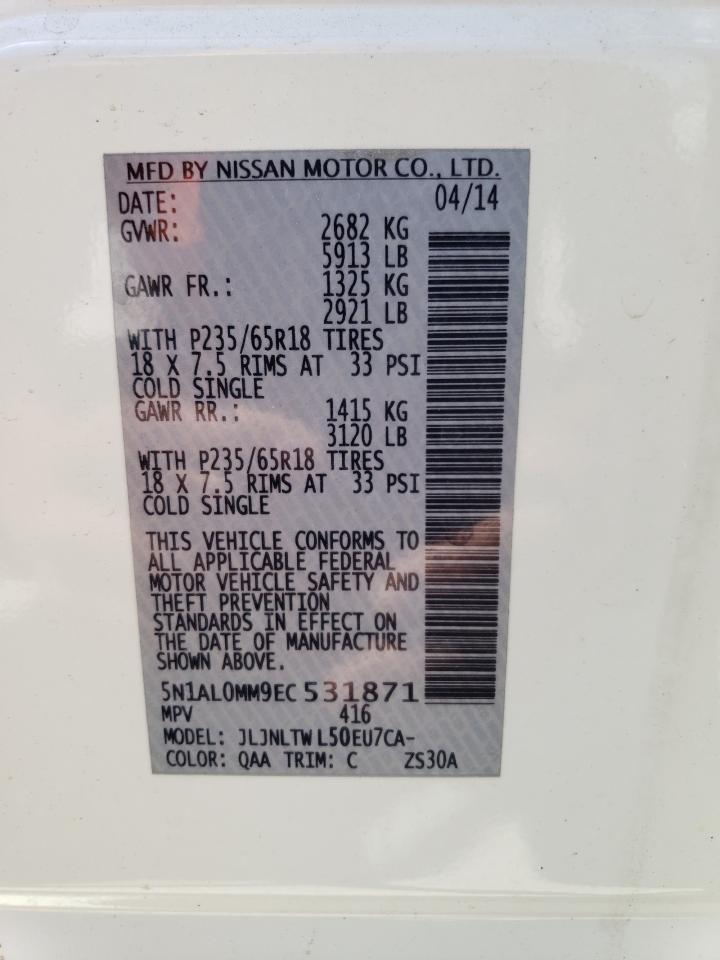 MFD BY NISSAN MOTOR CO., LTD.
DATE: 04/14
GVWR: 2682 KG
5913 LB
GAWR FR.: 1325 KG
2921 LB
WITH P235/65R18 TIRES
18 X 7.5 RIMS AT 33 PSI
COLD SINGLE
GAWR RR.: 1415 KG
3120 LB
WITH P235/65R18 TIRES
18 X 7.5 RIMS AT 33 PSI
COLD SINGLE
THIS VEHICLE CONFORMS TO
ALL APPLICABLE FEDERAL
MOTOR VEHICLE SAFETY AND
THEFT PREVENTION
STANDARDS IN EFFECT ON
THE DATE OF MANUFACTURE
SHOWN ABOVE.
5N1AL0MM9EC 531871
MPV 416
MODEL: JLJNLTW L50EU7CA-
COLOR: QAA TRIM: C ZS30A